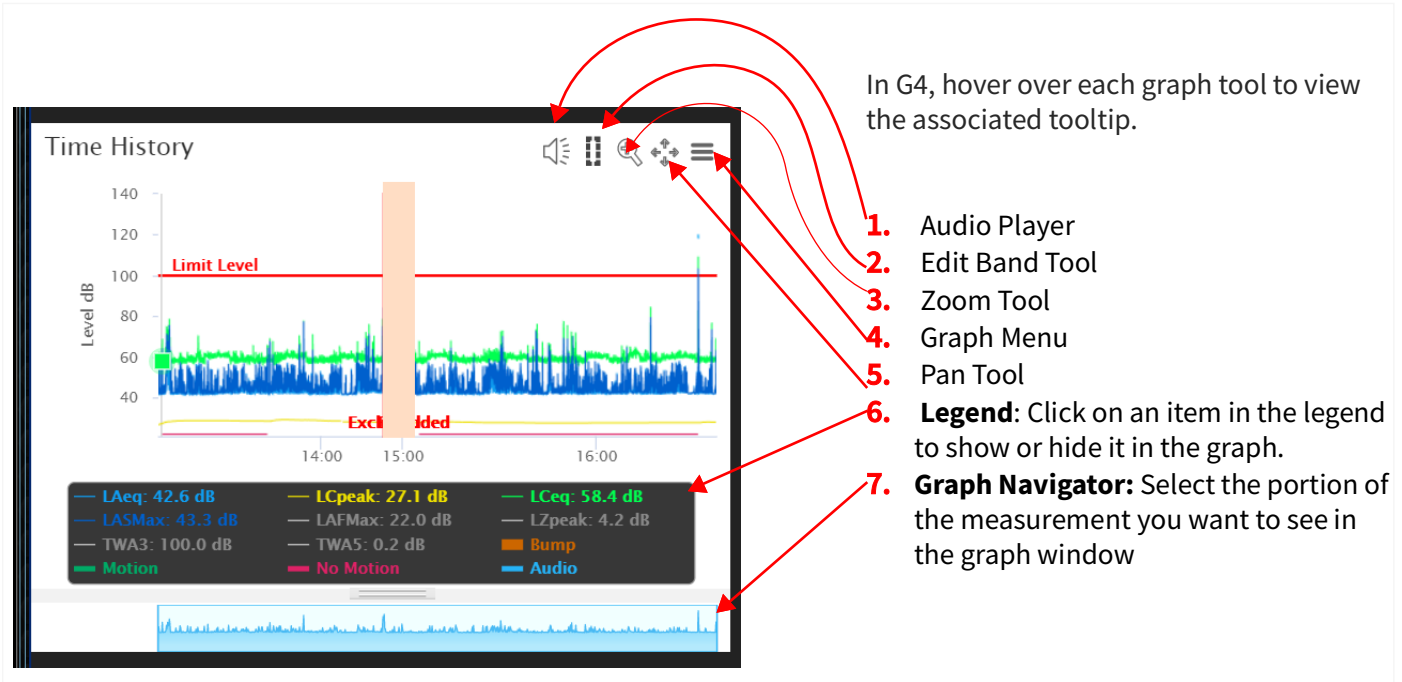 In G4, hover over each graph tool to view
the associated tooltip.
Time History
140
120
100
80
60
40
Level dB
Limit Level
14:00 15:00 16:00
LAeq: 42.6 dB LCpeak: 27.1 dB LCeq: 58.4 dB
LASMax: 43.3 dB LAFMax: 22.0 dB LZpeak: 4.2 dB
TWA3: 100.0 dB TWA5: 0.2 dB Bump
Motion No Motion Audio
1. Audio Player
2. Edit Band Tool
3. Zoom Tool
4. Graph Menu
5. Pan Tool
6. Legend: Click on an item in the legend
to show or hide it in the graph.
7. Graph Navigator: Select the portion of
the measurement you want to see in
the graph window